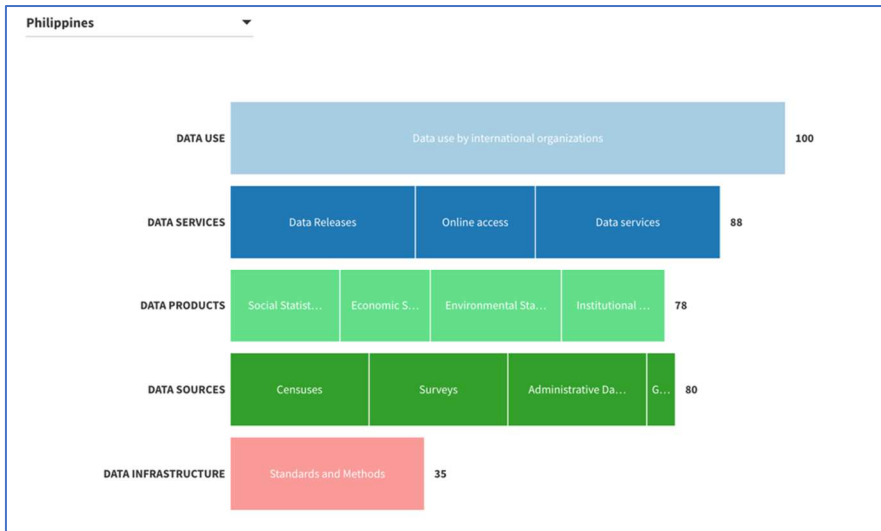 Philippines
DATA USE
Data use by international organizations
100
DATA SERVICES
Data Releases
Online access
Data services
88
DATA PRODUCTS
Social Statist...
Economic S...
Environmental Sta...
Institutional ...
78
DATA SOURCES
Censuses
Surveys
Administrative Da...
G...
80
DATA INFRASTRUCTURE
Standards and Methods
35